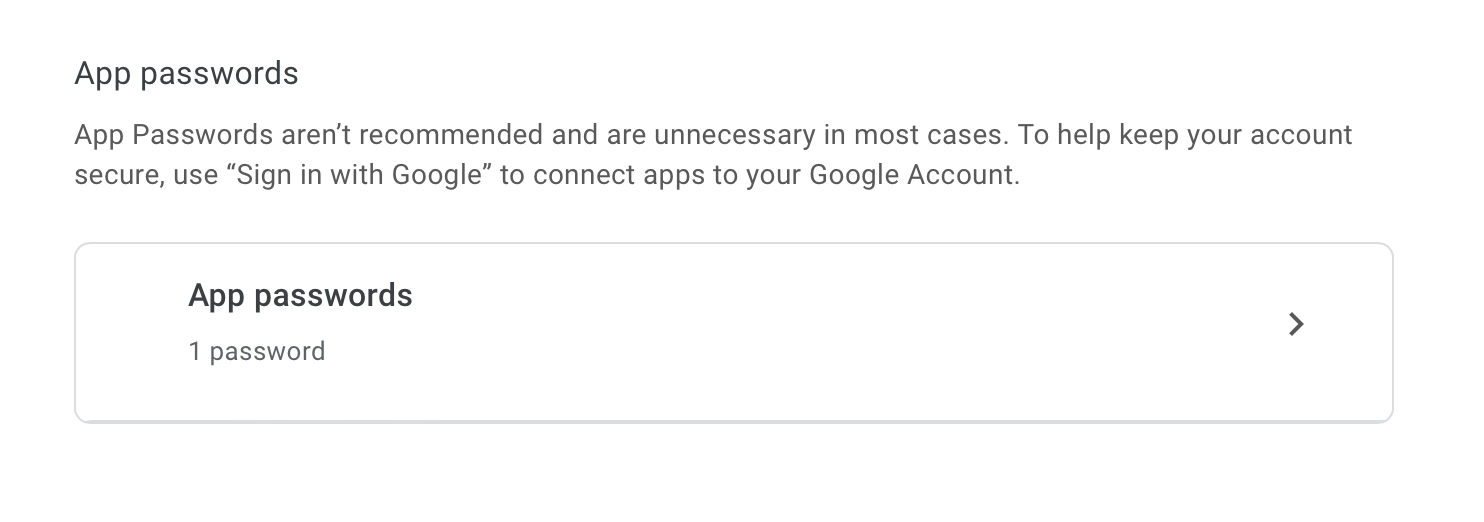 App passwords
App Passwords aren’t recommended and are unnecessary in most cases. To help keep your account
secure, use “Sign in with Google” to connect apps to your Google Account.
App passwords
1 password